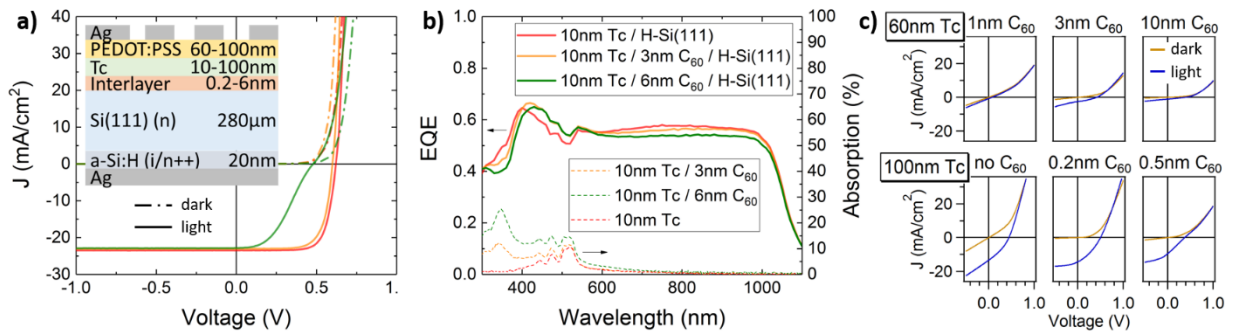 a)
Ag
PEDOT:PSS 60-100nm
Tc 10-100nm
Interlayer 0.2-6nm
Si(111) (n) 280μm
a-Si:H (i/n++) 20nm
Ag
dark
light
40
30
20
10
0
-10
-20
-30
J (mA/cm²)
-1.0 -0.5 0.0 0.5 1.
Voltage (V)
b)
10nm Tc / H-Si(111)
10nm Tc / 3nm C₆₀ / H-Si(111)
10nm Tc / 6nm C₆₀ / H-Si(111)
10nm Tc / 3nm C₆₀
10nm Tc / 6nm C₆₀
10nm Tc
1.0
0.8
0.6
0.4
0.2
0.0
EQE
100
90
80
70
60
50
40
30
20
10
0
Absorption (%)
400 600 800 1000
Wavelength (nm)
c)
60nm Tc
1nm C₆₀ 3nm C₆₀ 10nm C₆₀
dark
light
20
0
-20
J (mA/cm²)
100nm Tc
no C₆₀ 0.2nm C₆₀ 0.5nm C₆₀
20
0
-20
J (mA/cm²)
0.0 1.0 0.0 1.0 0.0 1.0
Voltage (V)